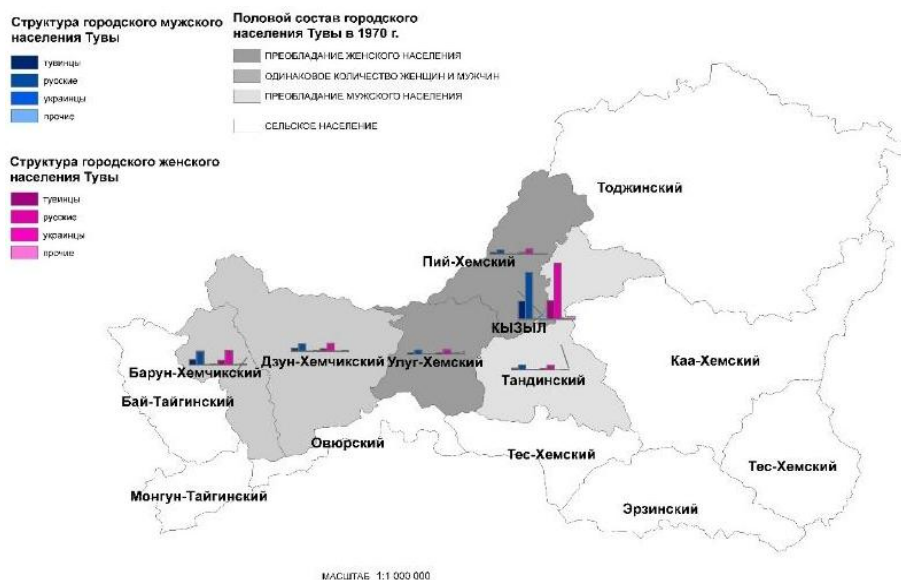 Структура городского мужского
населения Тувы
тувинцы
русские
украинцы
прочие
Половой состав городского
населения Тувы в 1970 г.
ПРЕОБЛАДАНИЕ ЖЕНСКОГО НАСЕЛЕНИЯ
ОДИНАКОВОЕ КОЛИЧЕСТВО ЖЕНЩИН И МУЖЧИН
ПРЕОБЛАДАНИЕ МУЖСКОГО НАСЕЛЕНИЯ
СЕЛЬСКОЕ НАСЕЛЕНИЕ
Структура городского женского
населения Тувы
тувинцы
русские
украинцы
прочие
Тоджинский
Пий-Хемский
КЫЗЫЛ
Барун-Хемчикский
Дзун-Хемчикский
Улуг-Хемский
Каа-Хемский
Тандинский
Бай-Тайгинский
Овюрский
Тес-Хемский
Тес-Хемский
Монгун-Тайгинский
Эрзинский
МАСШТАБ 1:1 000 000